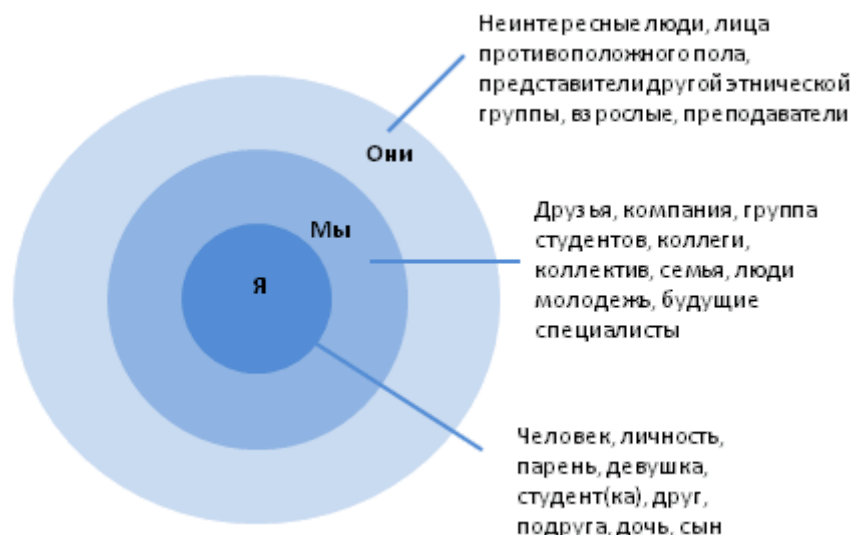 Неинтересные люди, лица
противоположного пола,
представители другой этнической
группы, взрослые, преподаватели
Они
Друзья, компания, группа
студентов, коллеги,
коллектив, семья, люди
молодежь, будущие
специалисты
Мы
Я
Человек, личность,
парень, девушка,
студент(ка), друг,
подруга, дочь, сын